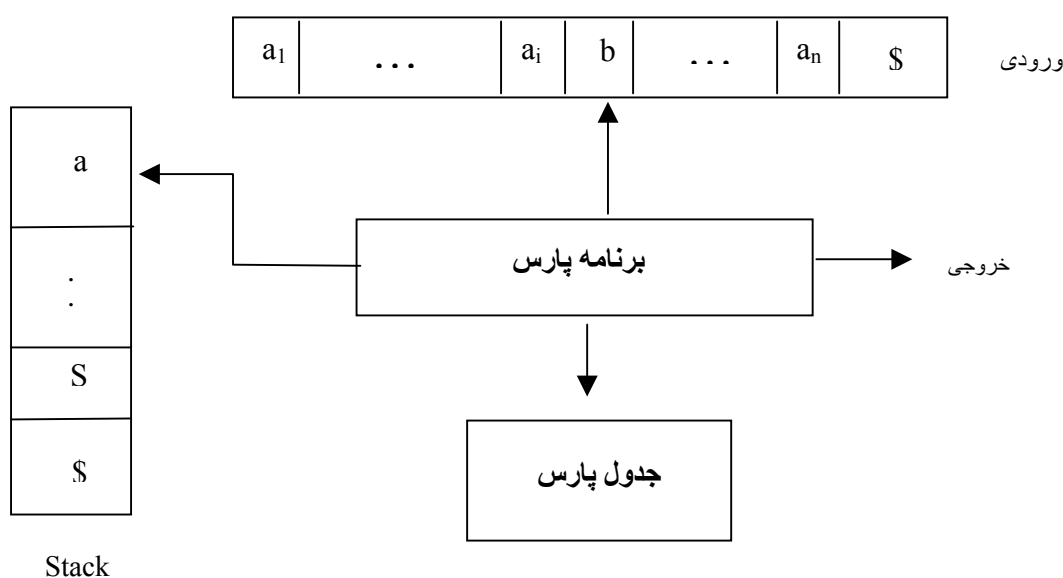 a₁ ... aᵢ b ... aₙ $ ورودی
a
:
S
$
Stack
برنامه پارس
خروجی
جدول پارس